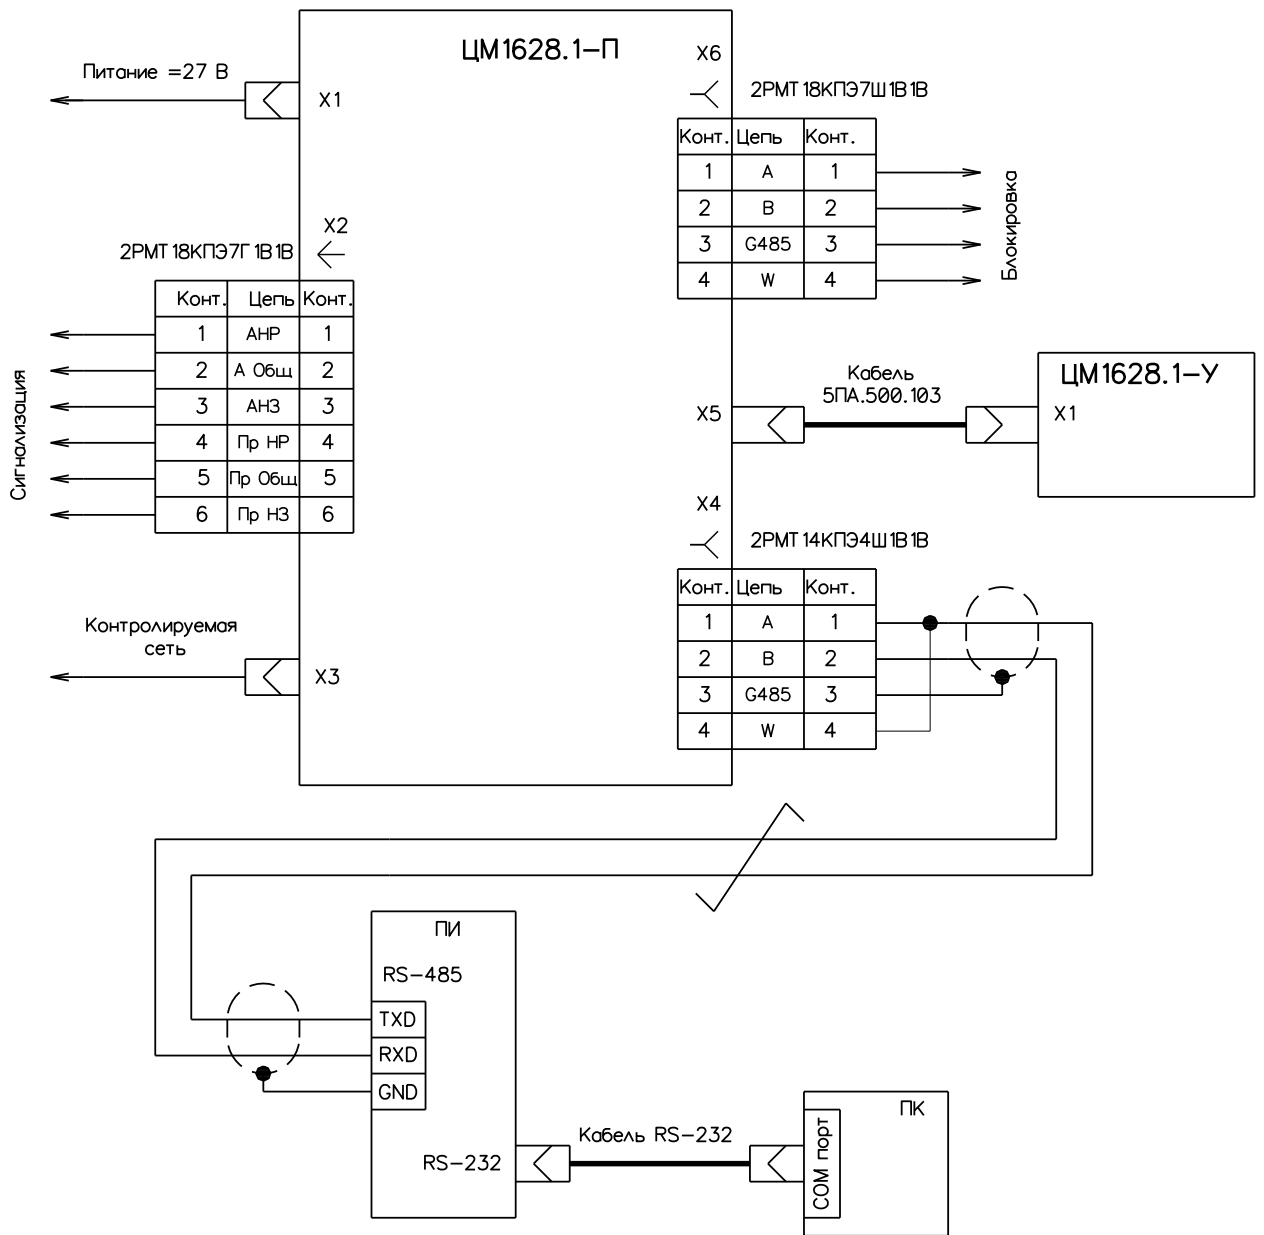 ЦМ1628.1-П
Питание =27 В
X1
X2
2РМТ18КПЭ7Г1В1В
Конт. Цепь Конт.
1 АНР 1
2 А Общ 2
3 АНЗ 3
4 Пр НР 4
5 Пр Общ 5
6 Пр НЗ 6
Сигнализация
Контролируемая
сеть
X3
X6
2РМТ18КПЭ7Ш1В1В
Конт. Цепь Конт.
1 A 1
2 B 2
3 G485 3
4 W 4
Блокировка
X5
Кабель
5ПА.500.103
ЦМ1628.1-У
X1
X4
2РМТ14КПЭ4Ш1В1В
Конт. Цепь Конт.
1 A 1
2 B 2
3 G485 3
4 W 4
ПИ
RS-485
TXD
RXD
GND
RS-232
Кабель RS-232
ПК
COM порт